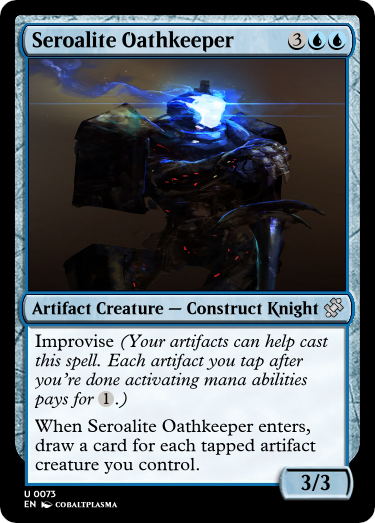 Seroalite Oathkeeper 3UU
Artifact Creature — Construct Knight
Improvise (Your artifacts can help cast
this spell. Each artifact you tap after
you're done activating mana abilities
pays for 1.)
When Seroalite Oathkeeper enters,
draw a card for each tapped artifact
creature you control.
3/3
U 0073
EN COBALTPLASMA